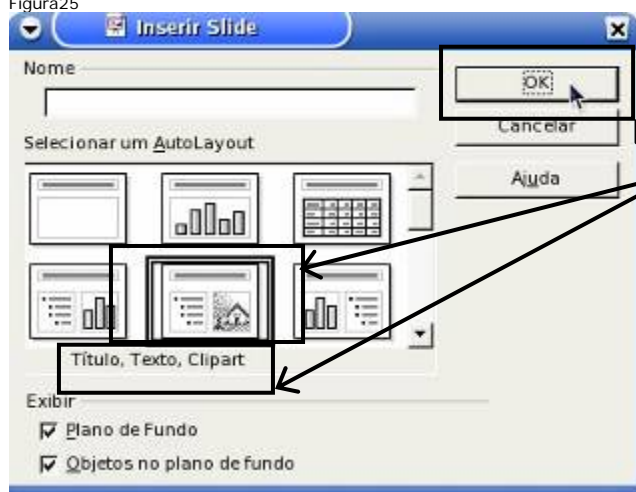 Figura25
Inserir Slide
Nome
OK
Cancelar
Selecionar um AutoLayout
Ajuda
Título, Texto, Clipart
Exibir
Plano de Fundo
Objetos no plano de fundo